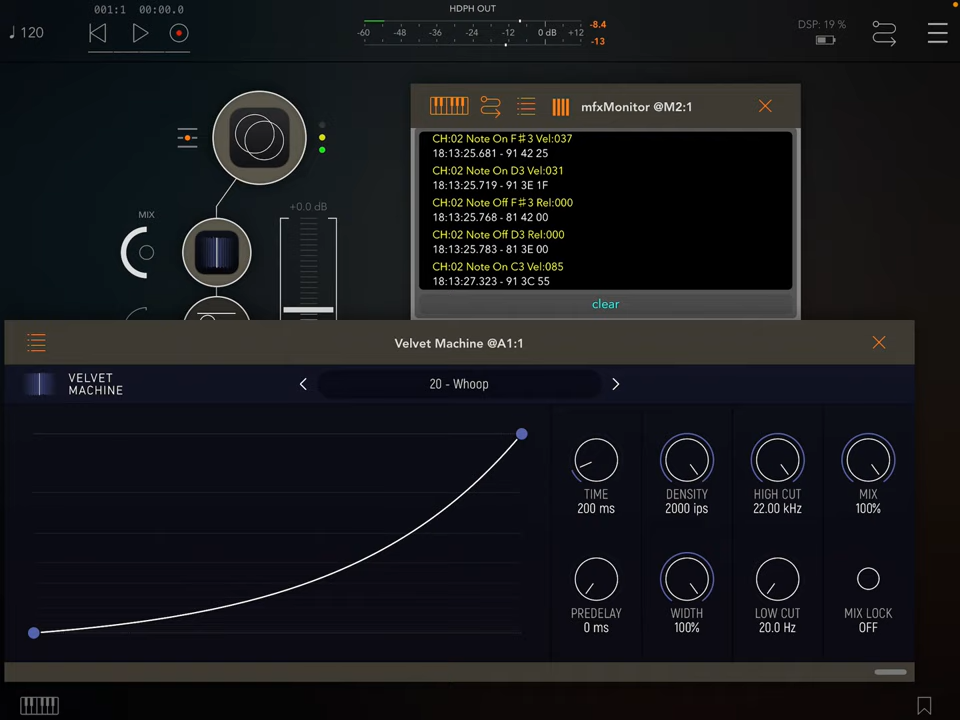 001:1 00:00.0
♩ 120
HDPH OUT
-60 -48 -36 -24 -12 0 dB +12
-8.4
-13
DSP: 19 %
mfxMonitor @M2:1
CH:02 Note On F♯3 Vel:037
18:13:25.681 - 91 42 25
CH:02 Note On D3 Vel:031
18:13:25.719 - 91 3E 1F
CH:02 Note Off F♯3 Rel:000
18:13:25.768 - 81 42 00
CH:02 Note Off D3 Rel:000
18:13:25.783 - 81 3E 00
CH:02 Note On C3 Vel:085
18:13:27.323 - 91 3C 55
clear
MIX
+0.0 dB
Velvet Machine @A1:1
VELVET
MACHINE
20 - Whoop
TIME
200 ms
DENSITY
2000 ips
HIGH CUT
22.00 kHz
MIX
100%
PREDELAY
0 ms
WIDTH
100%
LOW CUT
20.0 Hz
MIX LOCK
OFF